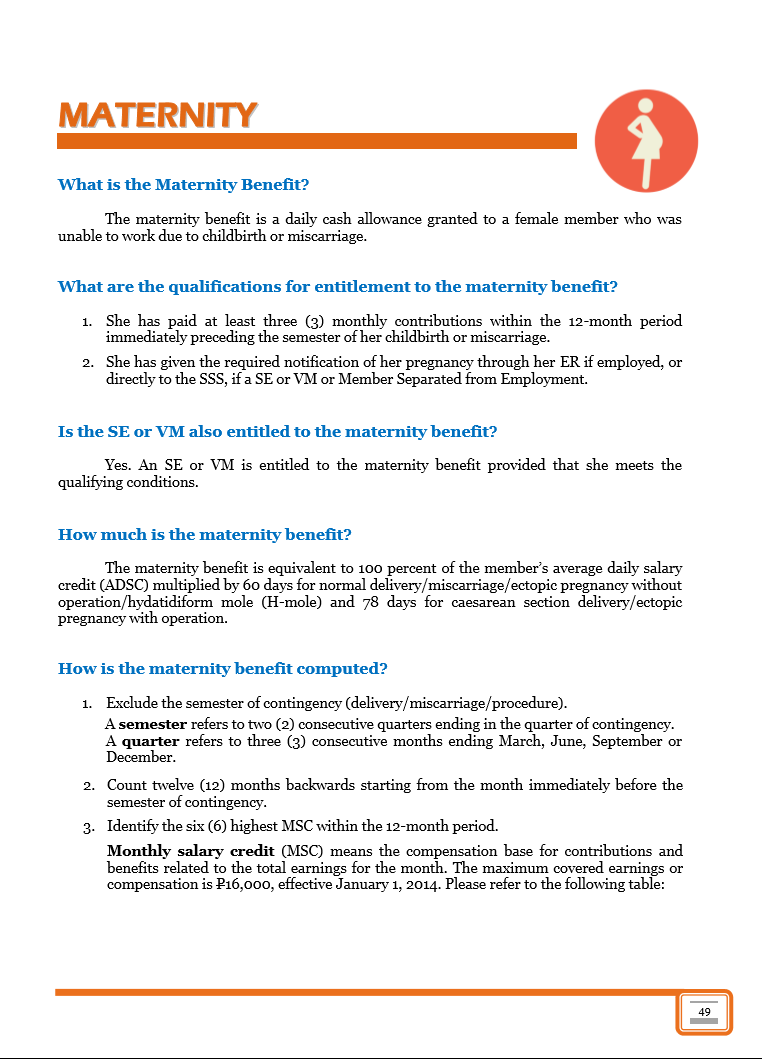 MATERNITY
What is the Maternity Benefit?
The maternity benefit is a daily cash allowance granted to a female member who was
unable to work due to childbirth or miscarriage.
What are the qualifications for entitlement to the maternity benefit?
1. She has paid at least three (3) monthly contributions within the 12-month period
immediately preceding the semester of her childbirth or miscarriage.
2. She has given the required notification of her pregnancy through her ER if employed, or
directly to the SSS, if a SE or VM or Member Separated from Employment.
Is the SE or VM also entitled to the maternity benefit?
Yes. An SE or VM is entitled to the maternity benefit provided that she meets the
qualifying conditions.
How much is the maternity benefit?
The maternity benefit is equivalent to 100 percent of the member's average daily salary
credit (ADSC) multiplied by 60 days for normal delivery/miscarriage/ectopic pregnancy without
operation/hydatidiform mole (H-mole) and 78 days for caesarean section delivery/ectopic
pregnancy with operation.
How is the maternity benefit computed?
1. Exclude the semester of contingency (delivery/miscarriage/procedure).
A semester refers to two (2) consecutive quarters ending in the quarter of contingency.
A quarter refers to three (3) consecutive months ending March, June, September or
December.
2. Count twelve (12) months backwards starting from the month immediately before the
semester of contingency.
3. Identify the six (6) highest MSC within the 12-month period.
Monthly salary credit (MSC) means the compensation base for contributions and
benefits related to the total earnings for the month. The maximum covered earnings or
compensation is ₱16,000, effective January 1, 2014. Please refer to the following table:
49